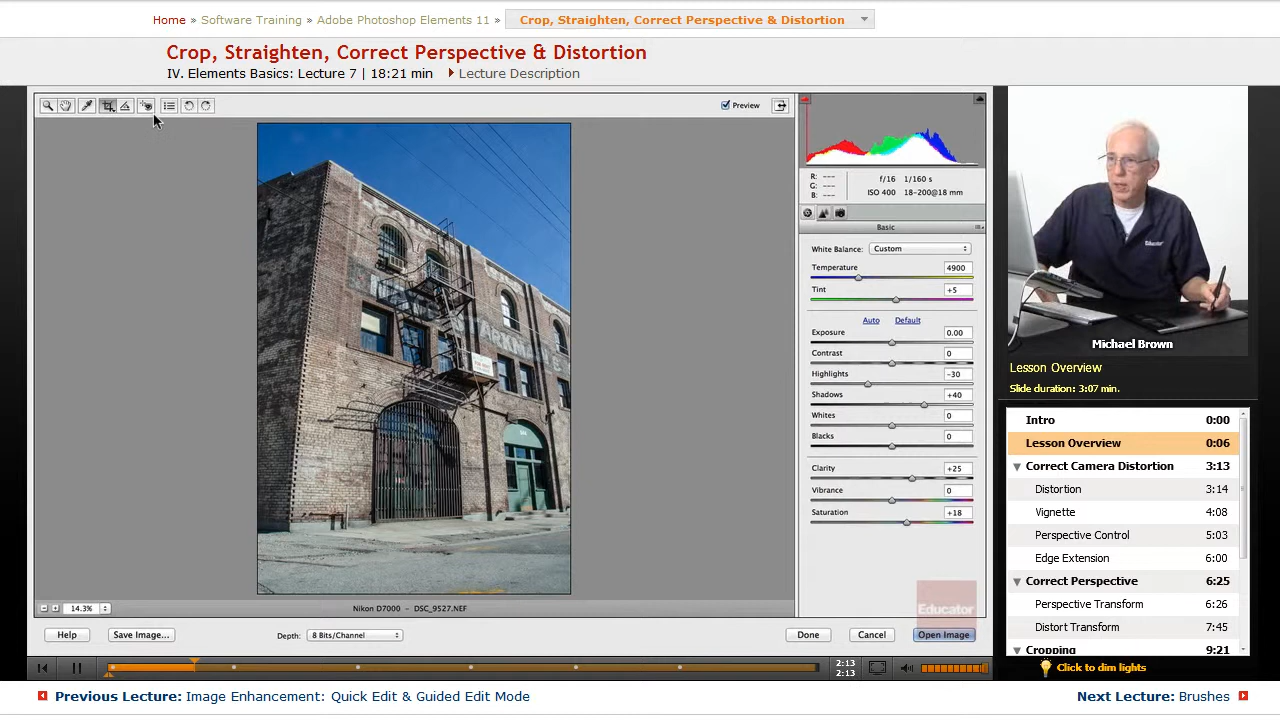 Home » Software Training » Adobe Photoshop Elements 11 » Crop, Straighten, Correct Perspective & Distortion
Crop, Straighten, Correct Perspective & Distortion
IV. Elements Basics: Lecture 7 | 18:21 min Lecture Description
Preview
R: ---
G: ---
B: ---
f/16 1/160 s
ISO 400 18-200@18 mm
Basic
White Balance: Custom
Temperature 4900
Tint +5
Auto Default
Exposure 0.00
Contrast 0
Highlights -30
Shadows +40
Whites 0
Blacks 0
Clarity +25
Vibrance 0
Saturation +18
Educator
14.3% Nikon D7000 - DSC_9527.NEF
Help Save Image... Depth: 8 Bits/Channel Done Cancel Open Image
2:13
2:13
Educator
Michael Brown
Lesson Overview
Slide duration: 3:07 min.
Intro 0:00
Lesson Overview 0:06
Correct Camera Distortion 3:13
Distortion 3:14
Vignette 4:08
Perspective Control 5:03
Edge Extension 6:00
Correct Perspective 6:25
Perspective Transform 6:26
Distort Transform 7:45
Cropping 9:21
Click to dim lights
Previous Lecture: Image Enhancement: Quick Edit & Guided Edit Mode
Next Lecture: Brushes